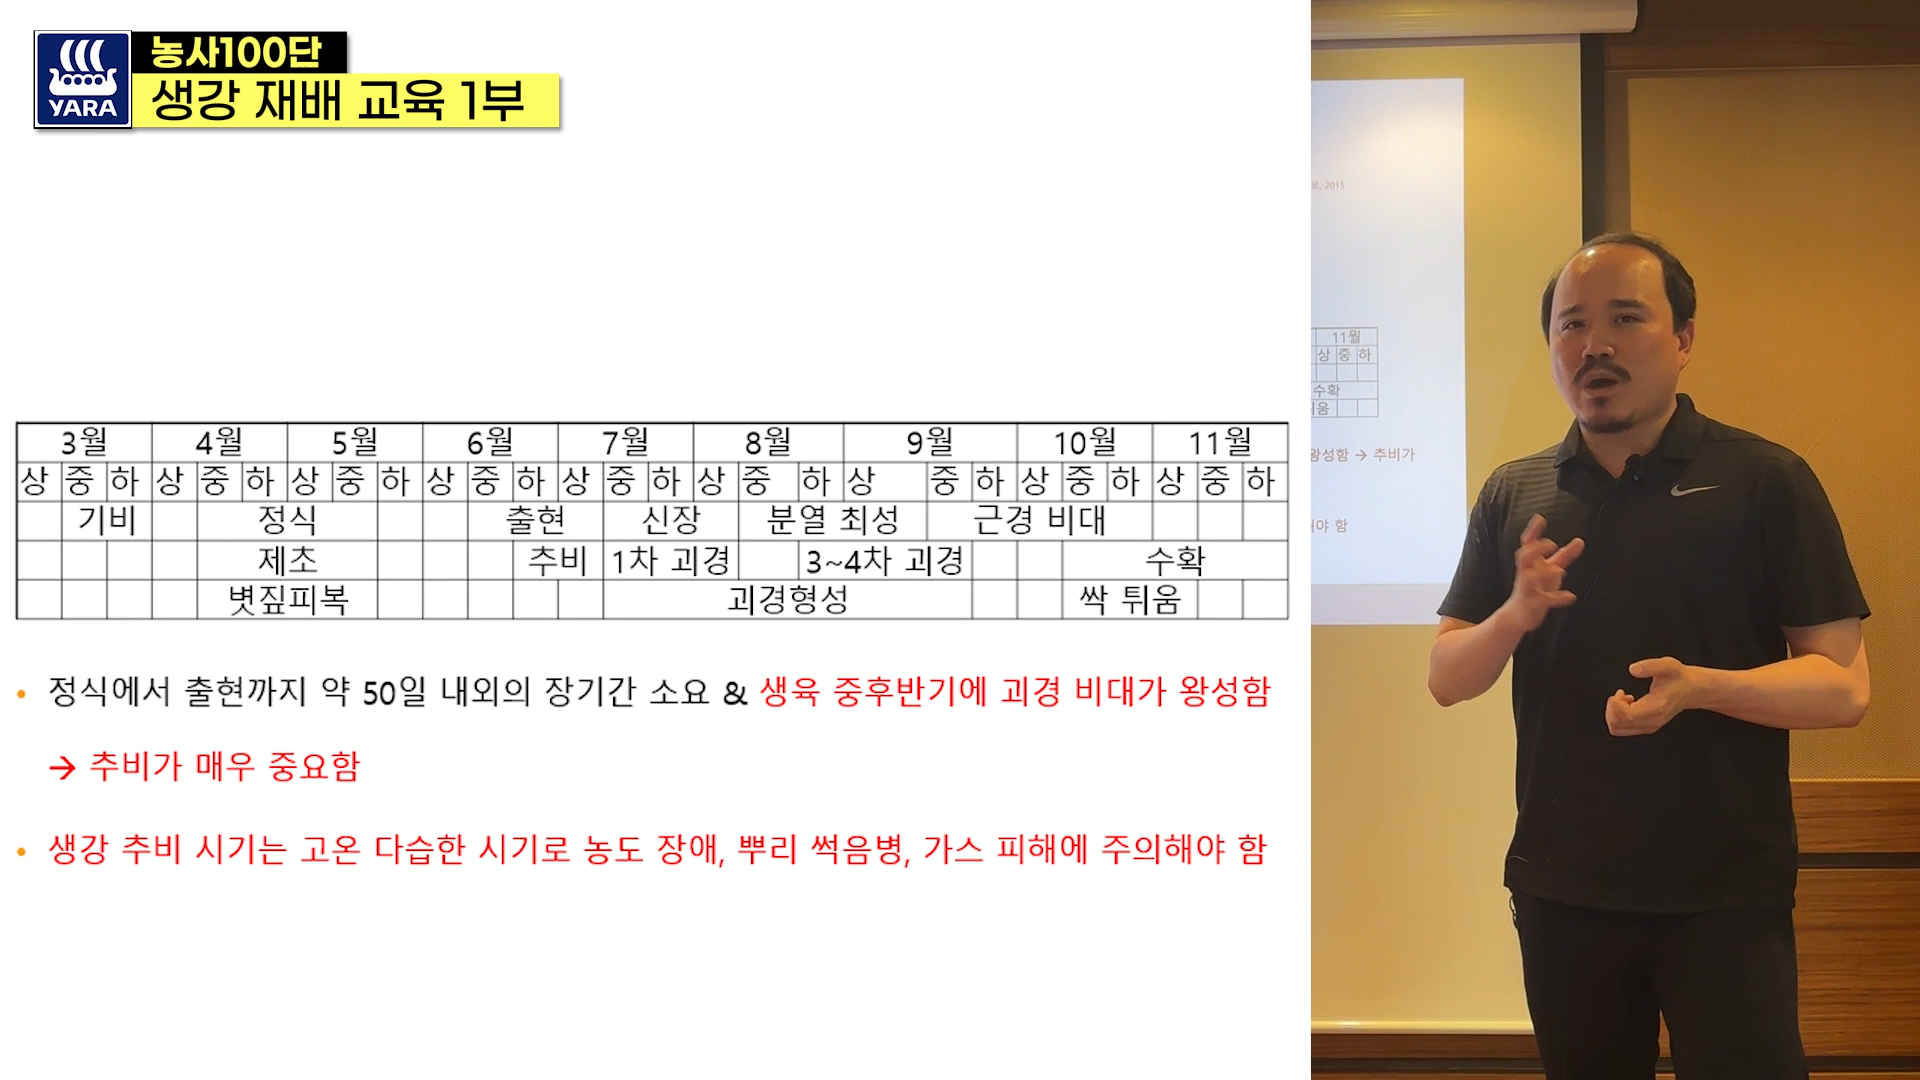 농사100단
YARA
생강 재배 교육 1부
3월 4월 5월 6월 7월 8월 9월 10월 11월
상 중 하 상 중 하 상 중 하 상 중 하 상 중 하 상 중 하 상 중 하 상 중 하 상 중 하
기비 정식 출현 신장 분열 최성 근경 비대
제초 추비 1차 괴경 3~4차 괴경 수확
볏짚피복 괴경형성 싹 튀움
• 정식에서 출현까지 약 50일 내외의 장기간 소요 & 생육 중후반기에 괴경 비대가 왕성함
→ 추비가 매우 중요함
• 생강 추비 시기는 고온 다습한 시기로 농도 장애, 뿌리 썩음병, 가스 피해에 주의해야 함
, 2015
11월
상 중 하
수확
움
왕성함 → 추비가
야 함